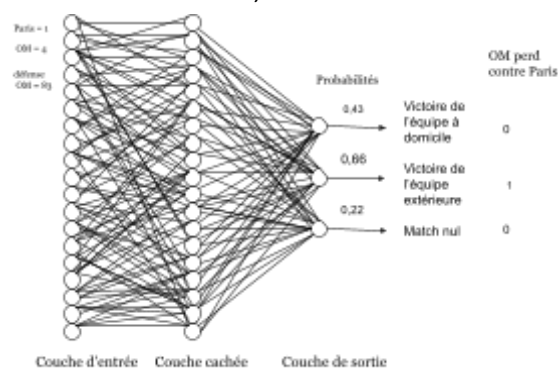 Paris = 1
OM = 4
défense
OM = 83
Probabilités
OM perd
contre Paris
0,43
Victoire de
l'équipe à
domicile
0
0,66
Victoire de
l'équipe
extérieure
1
0,22
Match nul
0
Couche d'entrée
Couche cachée
Couche de sortie